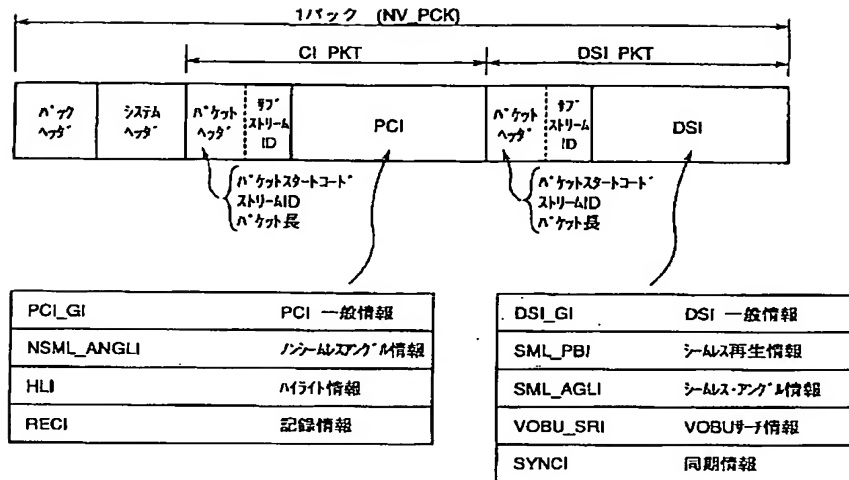 1パック (NV_PCK)
CI PKT
DSI PKT
パック
ヘッダ
システム
ヘッダ
パケット
ヘッダ
サブ
ストリーム
ID
PCI
パケット
ヘッダ
サブ
ストリーム
ID
DSI
パケットスタートコード
ストリームID
パケット長
パケットスタートコード
ストリームID
パケット長
PCI_GI PCI 一般情報
NSML_ANGLI ノンシームレスアングル情報
HLI ハイライト情報
RECI 記録情報
DSI_GI DSI 一般情報
SML_PBI シームレス再生情報
SML_AGLI シームレス・アングル情報
VOBU_SRI VOBUサーチ情報
SYNCI 同期情報